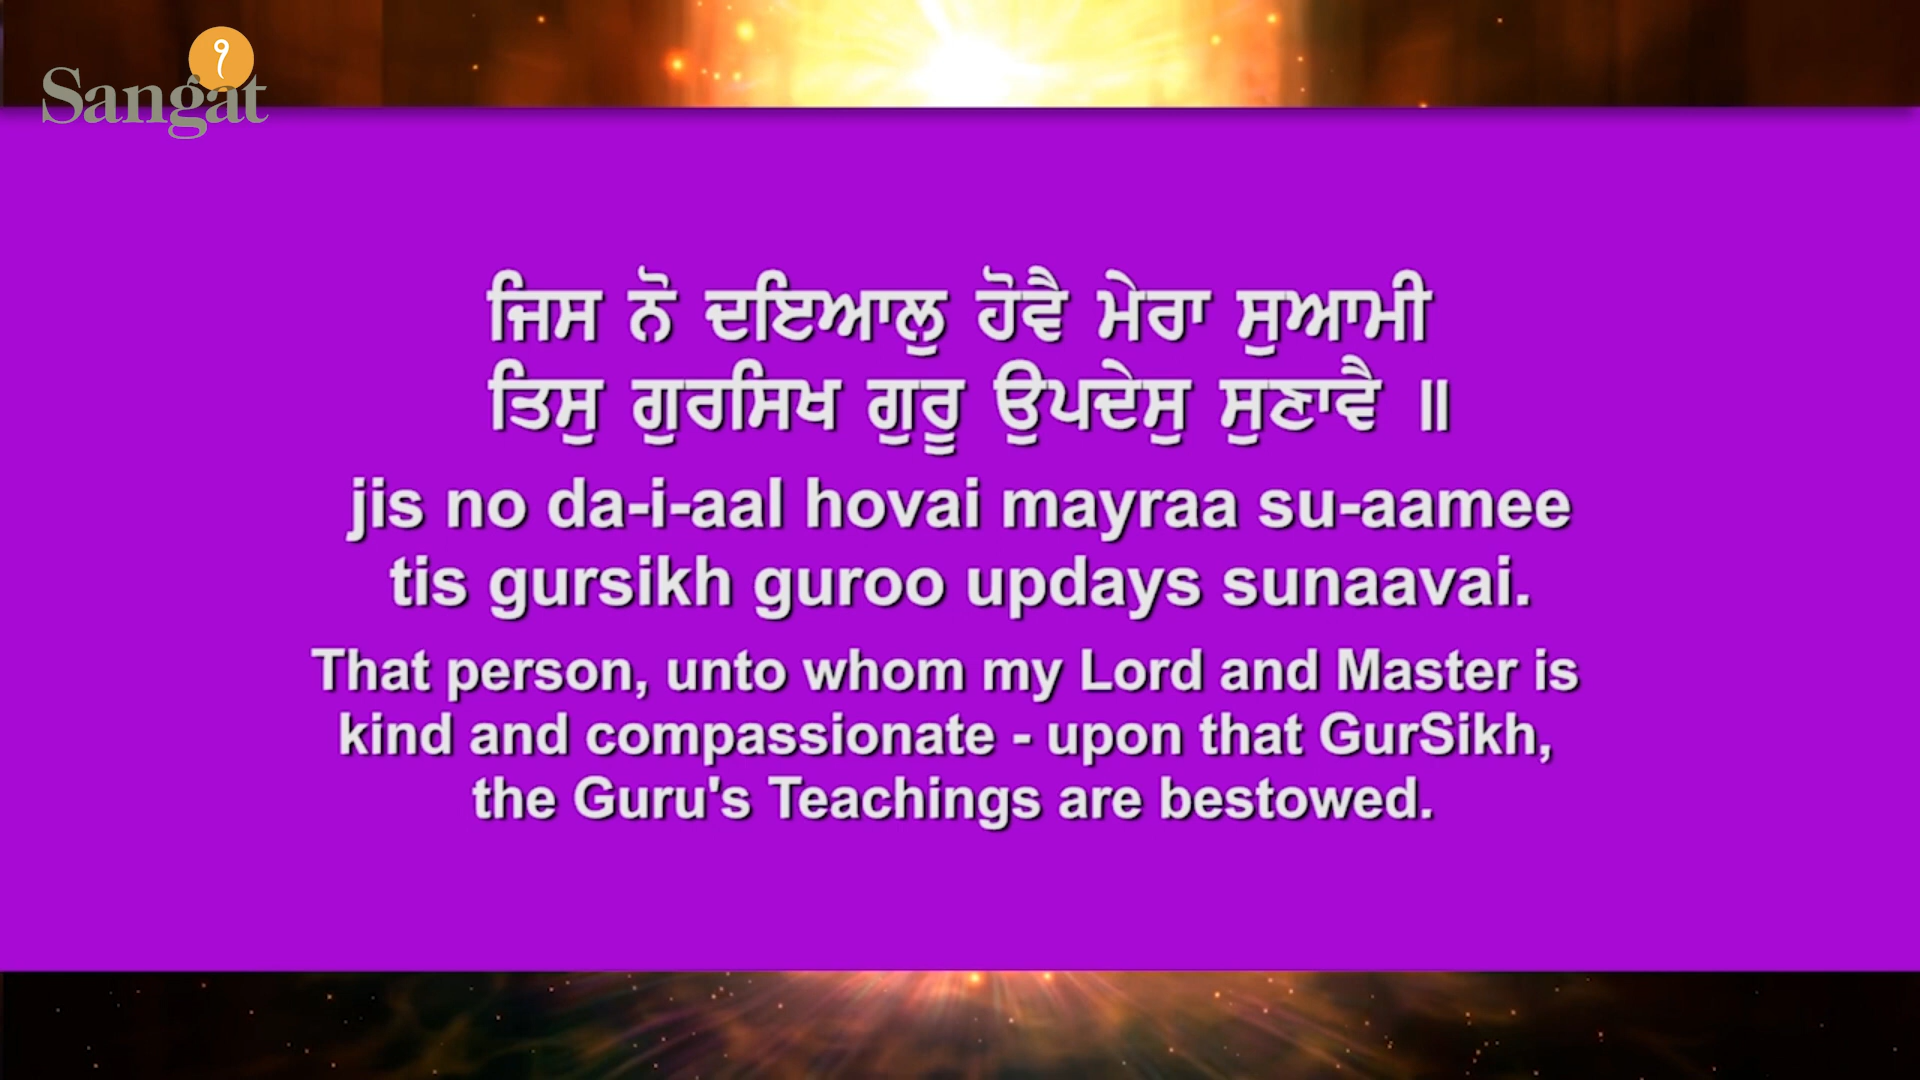 ੧
Sangat
ਜਿਸ ਨੋ ਦਇਆਲੁ ਹੋਵੈ ਮੇਰਾ ਸੁਆਮੀ
ਤਿਸੁ ਗੁਰਸਿਖ ਗੁਰੂ ਉਪਦੇਸੁ ਸੁਣਾਵੈ ॥
jis no da-i-aal hovai mayraa su-aamee
tis gursikh guroo updays sunaavai.
That person, unto whom my Lord and Master is
kind and compassionate - upon that GurSikh,
the Guru's Teachings are bestowed.